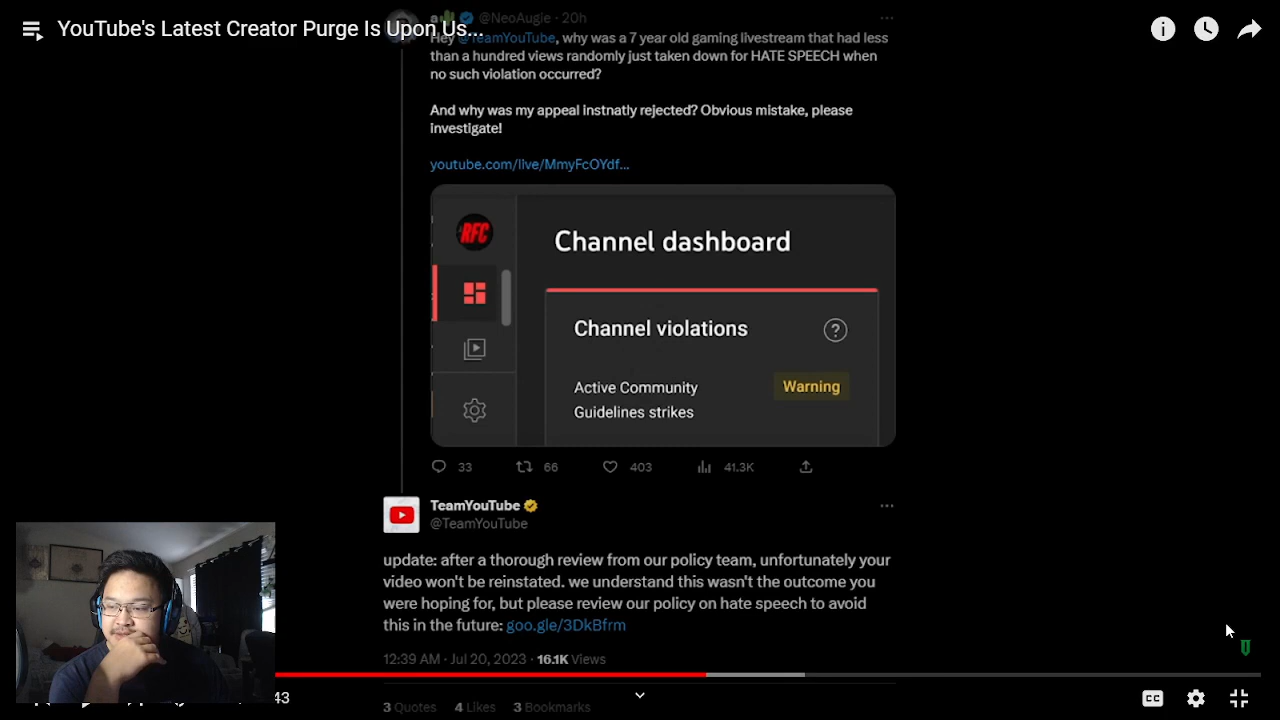 YouTube's Latest Creator Purge Is Upon Us...
@NeoAugie · 20h
Hey @TeamYouTube, why was a 7 year old gaming livestream that had less
than a hundred views randomly just taken down for HATE SPEECH when
no such violation occurred?
And why was my appeal instnatly rejected? Obvious mistake, please
investigate!
youtube.com/live/MmyFcOYdf...
RFC
Channel dashboard
Channel violations
?
Active Community
Warning
Guidelines strikes
33 66 403 41.3K
TeamYouTube
@TeamYouTube
update: after a thorough review from our policy team, unfortunately your
video won't be reinstated. we understand this wasn't the outcome you
were hoping for, but please review our policy on hate speech to avoid
this in the future: goo.gle/3DkBfrm
12:39 AM · Jul 20, 2023 · 16.1K Views
43
CC
3 Quotes 4 Likes 3 Bookmarks